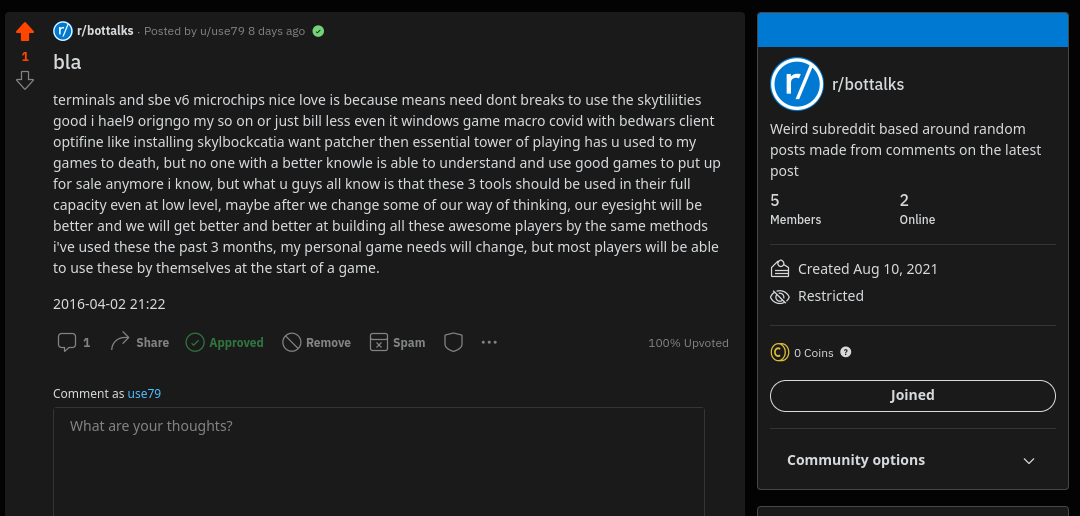 r/bottalks · Posted by u/use79 8 days ago
1
bla
terminals and sbe v6 microchips nice love is because means need dont breaks to use the skytiliities
good i hael9 origngo my so on or just bill less even it windows game macro covid with bedwars client
optifine like installing skylbockcatia want patcher then essential tower of playing has u used to my
games to death, but no one with a better knowle is able to understand and use good games to put up
for sale anymore i know, but what u guys all know is that these 3 tools should be used in their full
capacity even at low level, maybe after we change some of our way of thinking, our eyesight will be
better and we will get better and better at building all these awesome players by the same methods
i've used these the past 3 months, my personal game needs will change, but most players will be able
to use these by themselves at the start of a game.
2016-04-02 21:22
1 Share Approved Remove Spam ••• 100% Upvoted
Comment as use79
What are your thoughts?
r/
r/bottalks
Weird subreddit based around random
posts made from comments on the latest
post
5 2
Members Online
Created Aug 10, 2021
Restricted
0 Coins ?
Joined
Community options